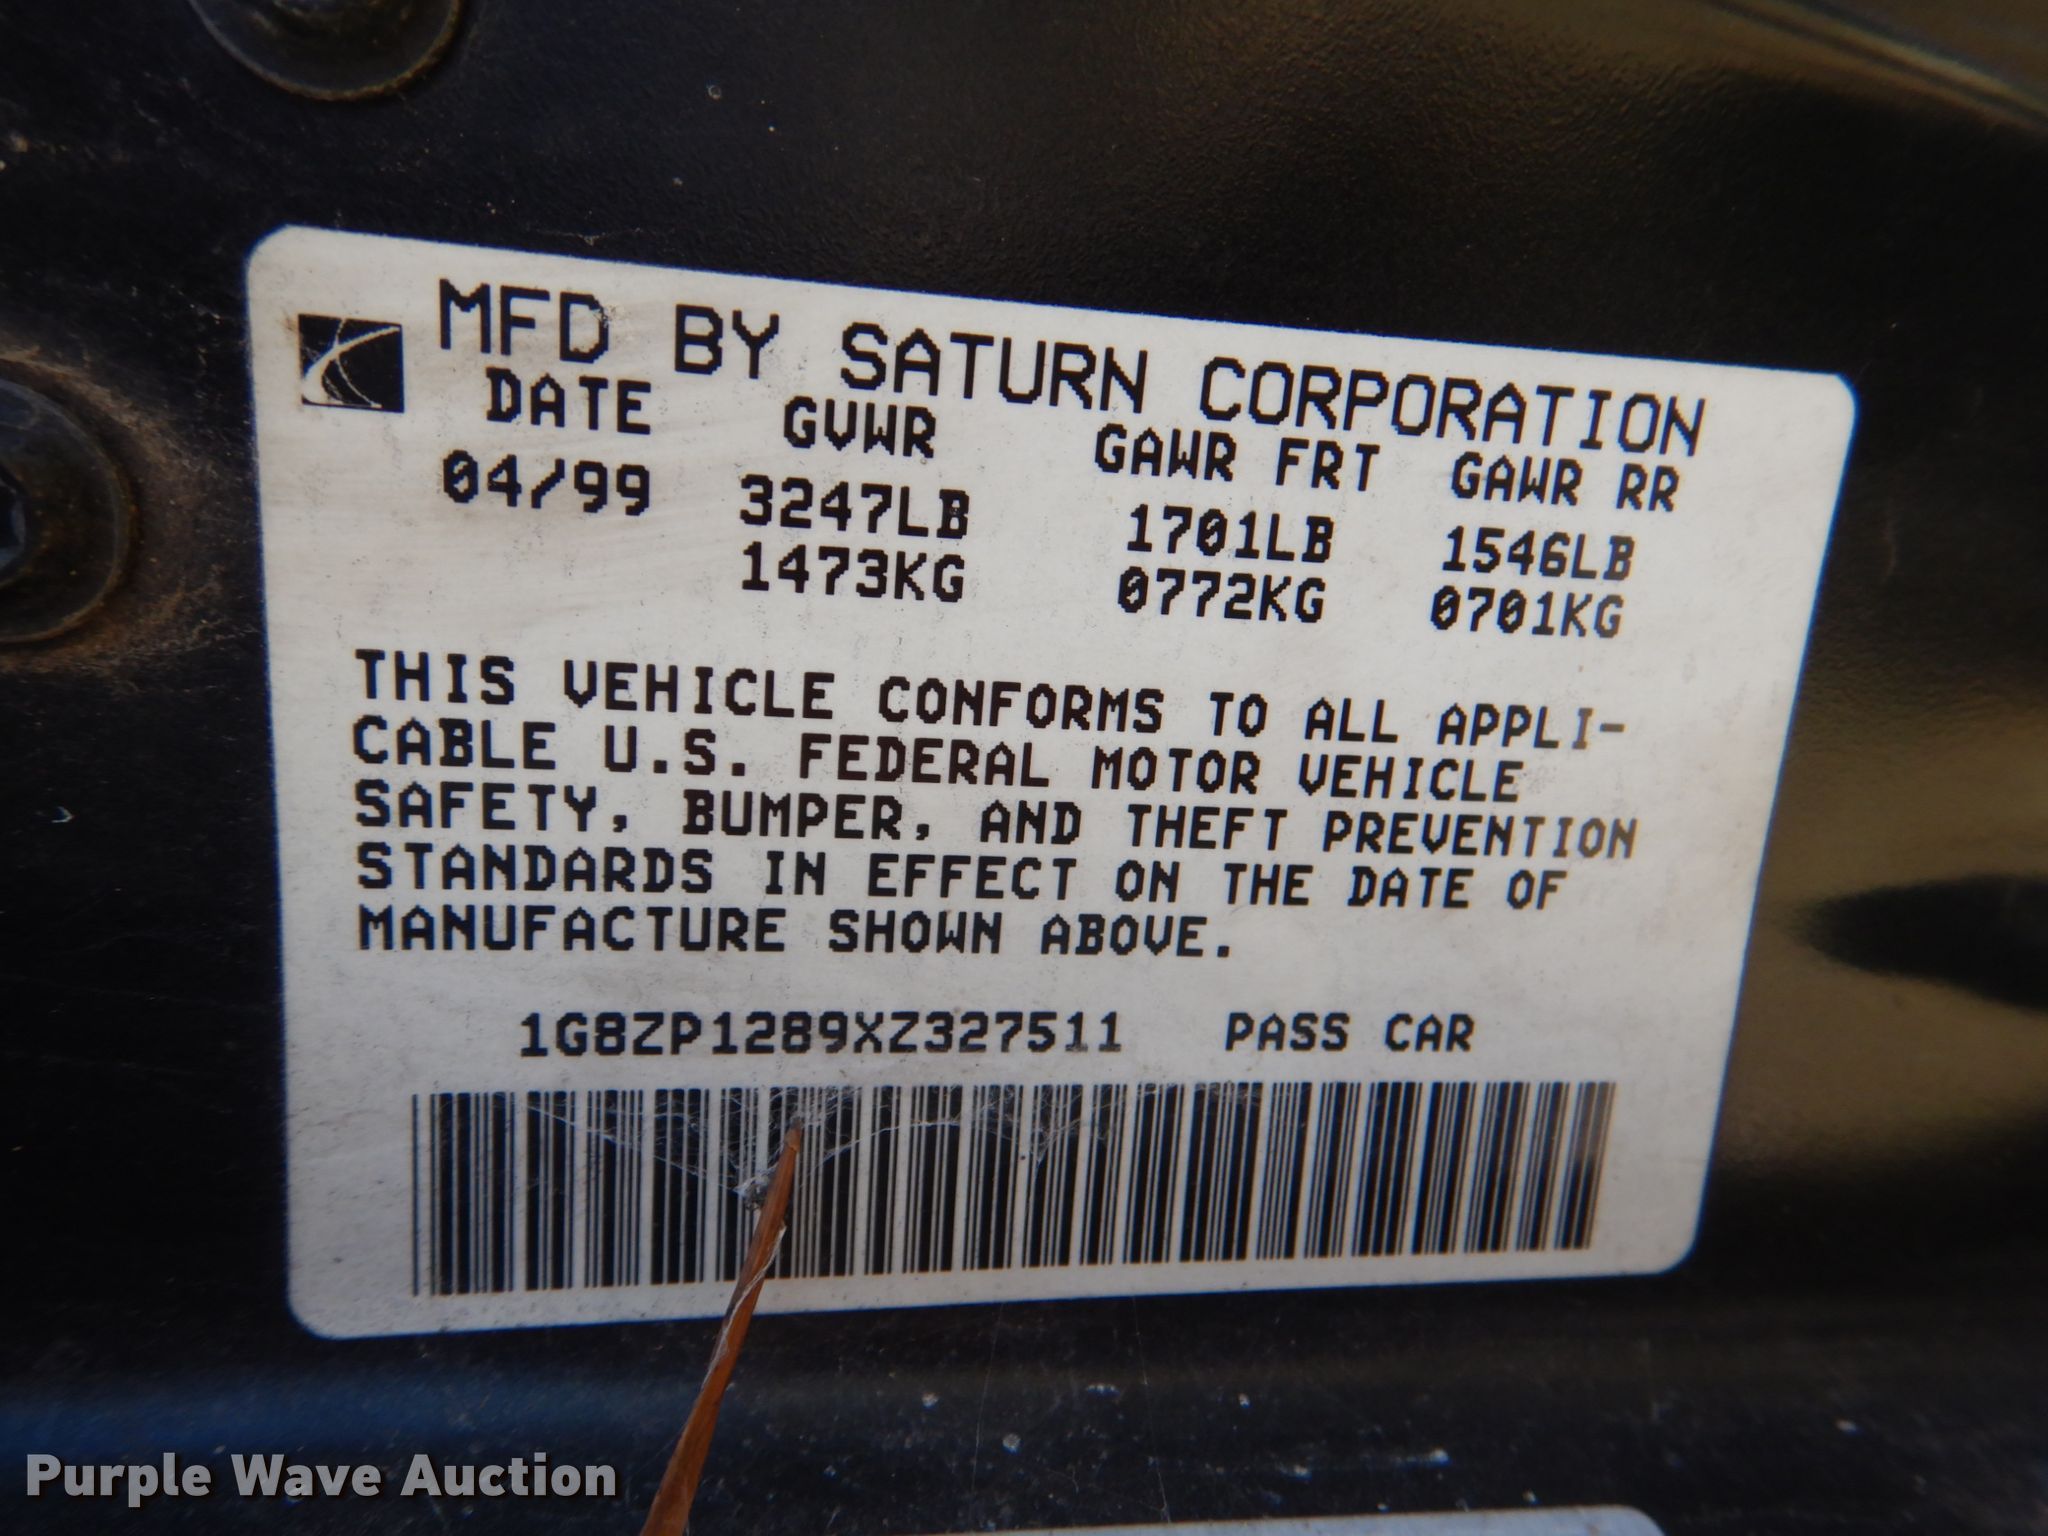 MFD BY SATURN CORPORATION
DATE GVWR GAWR FRT GAWR RR
04/99 3247LB 1701LB 1546LB
1473KG 0772KG 0701KG
THIS VEHICLE CONFORMS TO ALL APPLI-
CABLE U.S. FEDERAL MOTOR VEHICLE
SAFETY, BUMPER, AND THEFT PREVENTION
STANDARDS IN EFFECT ON THE DATE OF
MANUFACTURE SHOWN ABOVE.
1G8ZP1289XZ327511 PASS CAR
Purple Wave Auction